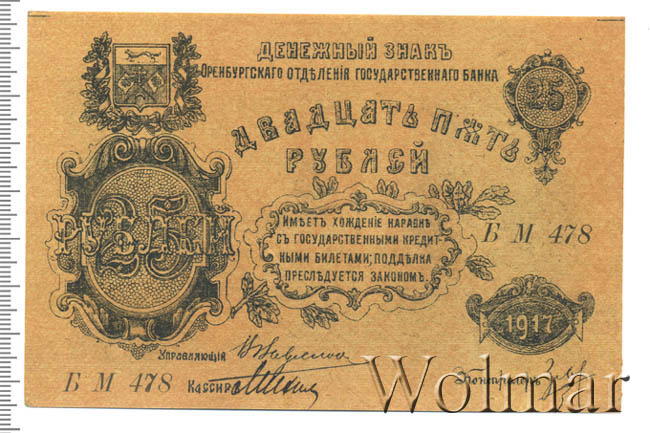 ДЕНЕЖНЫЙ ЗНАКЪ
ОРЕНБУРГСКАГО ОТДѢЛЕНІЯ ГОСУДАРСТВЕННАГО БАНКА
25
ДВАДЦАТЬ ПЯТЬ
РУБЛЕЙ
25
РУБЛЕЙ
ИМѢЕТЪ ХОЖДЕНІЕ НАРАВНѢ
СЪ ГОСУДАРСТВЕННЫМИ КРЕДИТ-
НЫМИ БИЛЕТАМИ; ПОДДѢЛКА
ПРЕСЛѢДУЕТСЯ ЗАКОНОМЪ.
Б М 478
1917
УПРАВЛЯЮЩІЙ
Б М 478
КАССИРЪ
КОНТРОЛЕРЪ
Wolmar